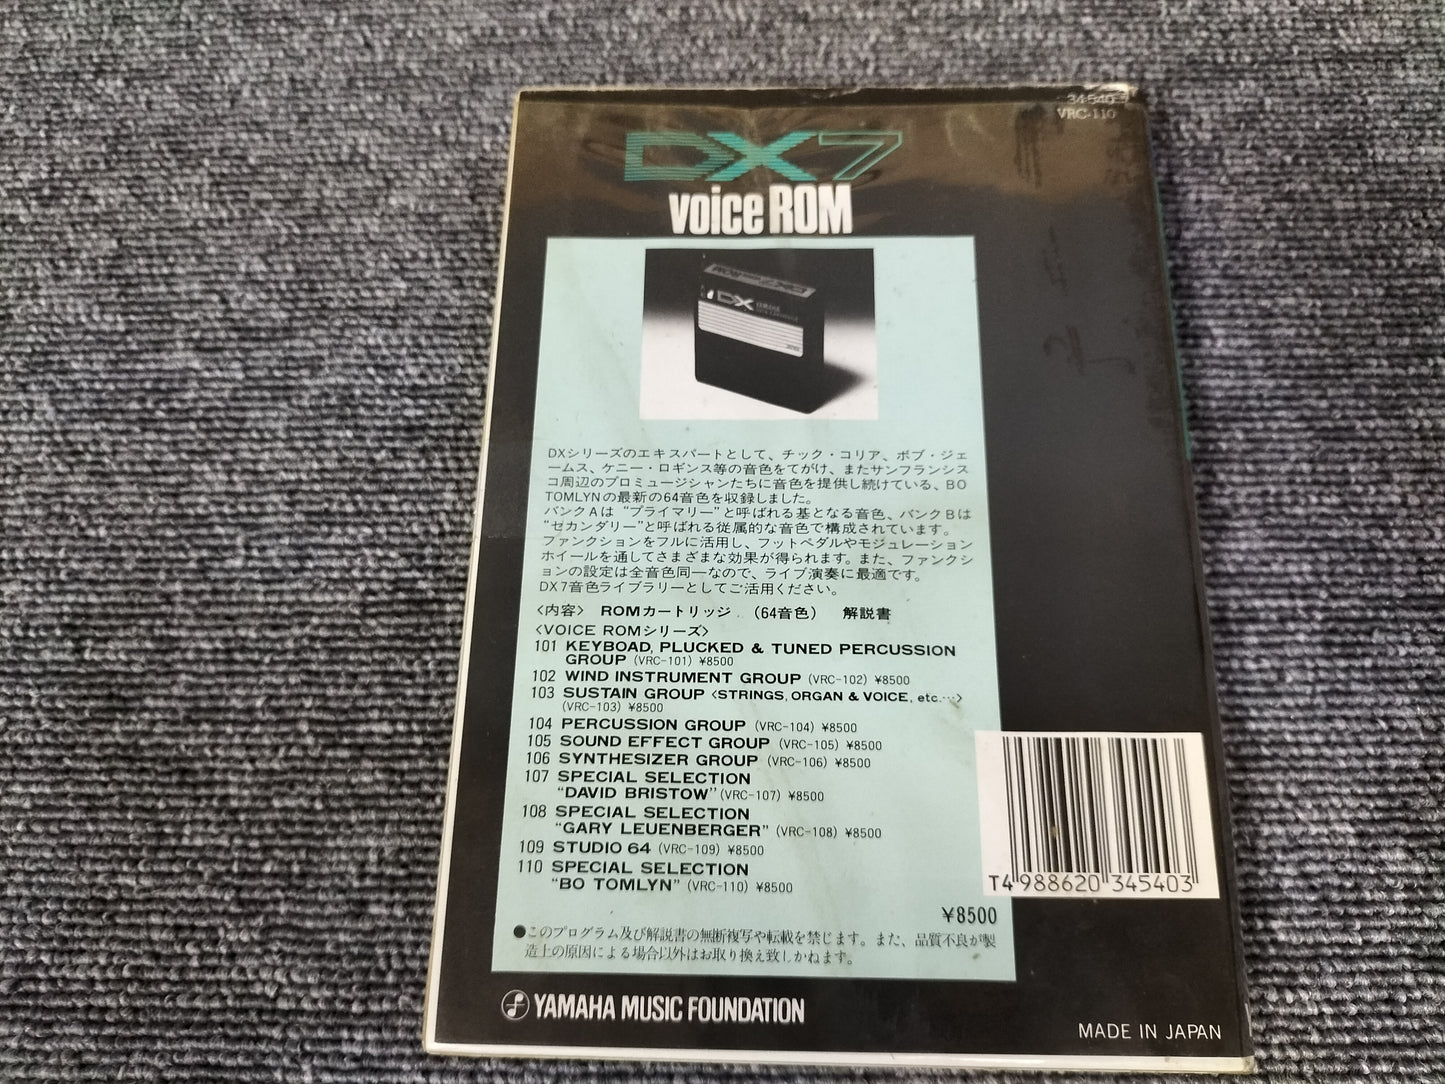 34540
VRC-110
DX7
voice ROM
DX
YAMAHA
DXシリーズのエキスパートとして、チック・コリア、ボブ・ジェ
ームス、ケニー・ロギンス等の音色をてがけ、またサンフランシス
コ周辺のプロミュージシャンたちに音色を提供し続けている、BO
TOMLYNの最新の64音色を収録しました。
バンクAは“プライマリー”と呼ばれる基となる音色、バンクBは
“セカンダリー”と呼ばれる従属的な音色で構成されています。
ファンクションをフルに活用し、フットペダルやモジュレーション
ホイールを通してさまざまな効果が得られます。また、ファンクシ
ョンの設定は全音色同一なので、ライブ演奏に最適です。
DX7音色ライブラリーとしてご活用ください。
〈内容〉 ROMカートリッジ（64音色） 解説書
〈VOICE ROMシリーズ〉
101 KEYBOAD, PLUCKED & TUNED PERCUSSION
GROUP (VRC-101) ¥8500
102 WIND INSTRUMENT GROUP (VRC-102) ¥8500
103 SUSTAIN GROUP〈STRINGS, ORGAN & VOICE, etc.…〉
(VRC-103) ¥8500
104 PERCUSSION GROUP (VRC-104) ¥8500
105 SOUND EFFECT GROUP (VRC-105) ¥8500
106 SYNTHESIZER GROUP (VRC-106) ¥8500
107 SPECIAL SELECTION
“DAVID BRISTOW” (VRC-107) ¥8500
108 SPECIAL SELECTION
“GARY LEUENBERGER” (VRC-108) ¥8500
109 STUDIO 64 (VRC-109) ¥8500
110 SPECIAL SELECTION
“BO TOMLYN” (VRC-110) ¥8500
T4988620345403
¥8500
●このプログラム及び解説書の無断複写や転載を禁じます。また、品質不良が製
造上の原因による場合以外はお取り換え致しかねます。
YAMAHA MUSIC FOUNDATION
MADE IN JAPAN